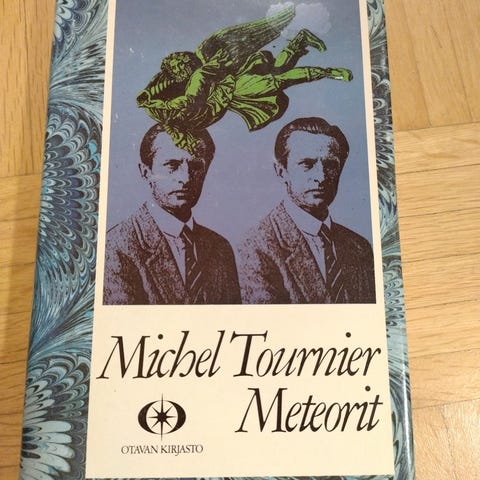 Michel Tournier
Meteorit
OTAVAN KIRJASTO